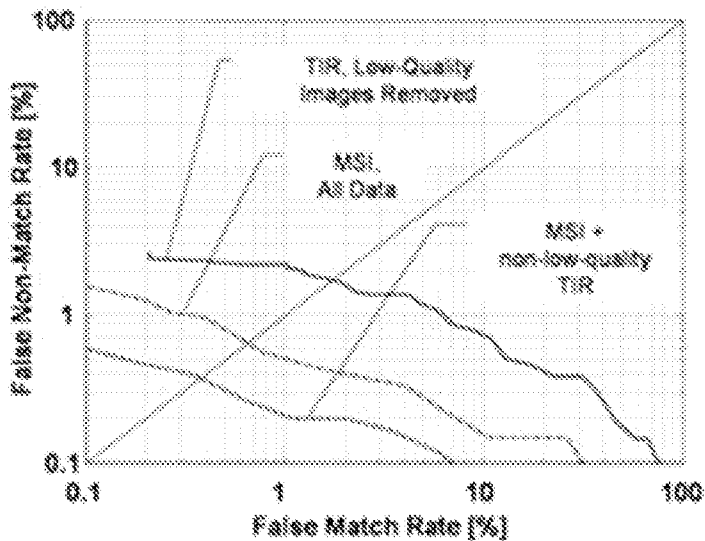 100
10
1
0.1
False Non-Match Rate [%]
TIR, Low-Quality
Images Removed
MSI,
All Data
MSI +
non-low-quality
TIR
0.1
1
10
100
False Match Rate [%]